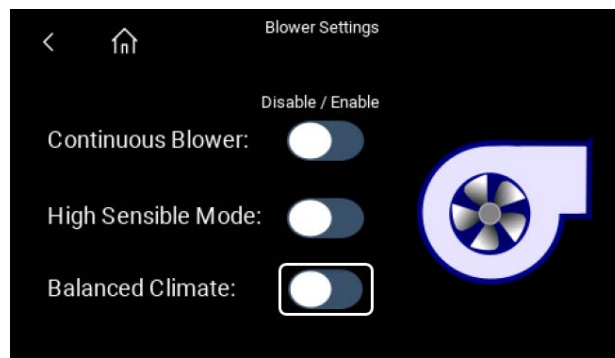 Blower Settings
Disable / Enable
Continuous Blower:
High Sensible Mode:
Balanced Climate: